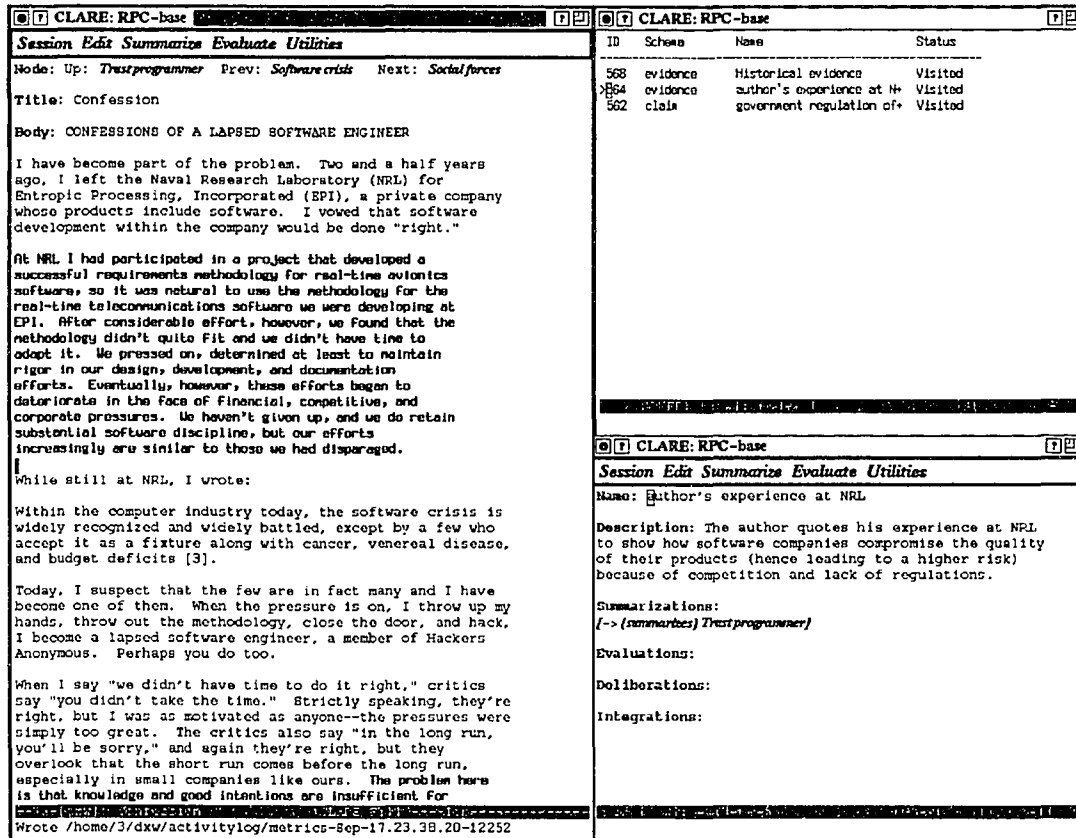 CLARE: RPC-base
Session Edit Summarize Evaluate Utilities
Node: Up: Trust programmer Prev: Software crisis Next: Social forces
Title: Confession
Body: CONFESSIONS OF A LAPSED SOFTWARE ENGINEER
I have become part of the problem. Two and a half years
ago, I left the Naval Research Laboratory (NRL) for
Entropic Processing, Incorporated (EPI), a private company
whose products include software. I vowed that software
development within the company would be done "right."
At NRL I had participated in a project that developed a
successful requirements methodology for real-time avionics
software, so it was natural to use the methodology for the
real-time telecommunications software we were developing at
EPI. After considerable effort, however, we found that the
methodology didn't quite fit and we didn't have time to
adapt it. We pressed on, determined at least to maintain
rigor in our design, development, and documentation
efforts. Eventually, however, these efforts began to
deteriorate in the face of financial, competitive, and
corporate pressures. We haven't given up, and we do retain
substantial software discipline, but our efforts
increasingly are similar to those we had disparaged.
While still at NRL, I wrote:
Within the computer industry today, the software crisis is
widely recognized and widely battled, except by a few who
accept it as a fixture along with cancer, venereal disease,
and budget deficits [3].
Today, I suspect that the few are in fact many and I have
become one of them. When the pressure is on, I throw up my
hands, throw out the methodology, close the door, and hack,
I become a lapsed software engineer, a member of Hackers
Anonymous. Perhaps you do too.
When I say "we didn't have time to do it right," critics
say "you didn't take the time." Strictly speaking, they're
right, but I was as motivated as anyone--the pressures were
simply too great. The critics also say "in the long run,
you'll be sorry," and again they're right, but they
overlook that the short run comes before the long run,
especially in small companies like ours. The problem here
is that knowledge and good intentions are insufficient for
Wrote /home/3/dxw/activitylog/metrics-Sep-17.23.38.20-12252
CLARE: RPC-base
ID Schema Name Status
568 evidence Historical evidence Visited
>564 evidence author's experience at N+ Visited
562 claim government regulation of+ Visited
CLARE: RPC-base
Session Edit Summarize Evaluate Utilities
Name: author's experience at NRL
Description: The author quotes his experience at NRL
to show how software companies compromise the quality
of their products (hence leading to a higher risk)
because of competition and lack of regulations.
Summarizations:
[-> (summarizes) Trust programmer]
Evaluations:
Deliberations:
Integrations: